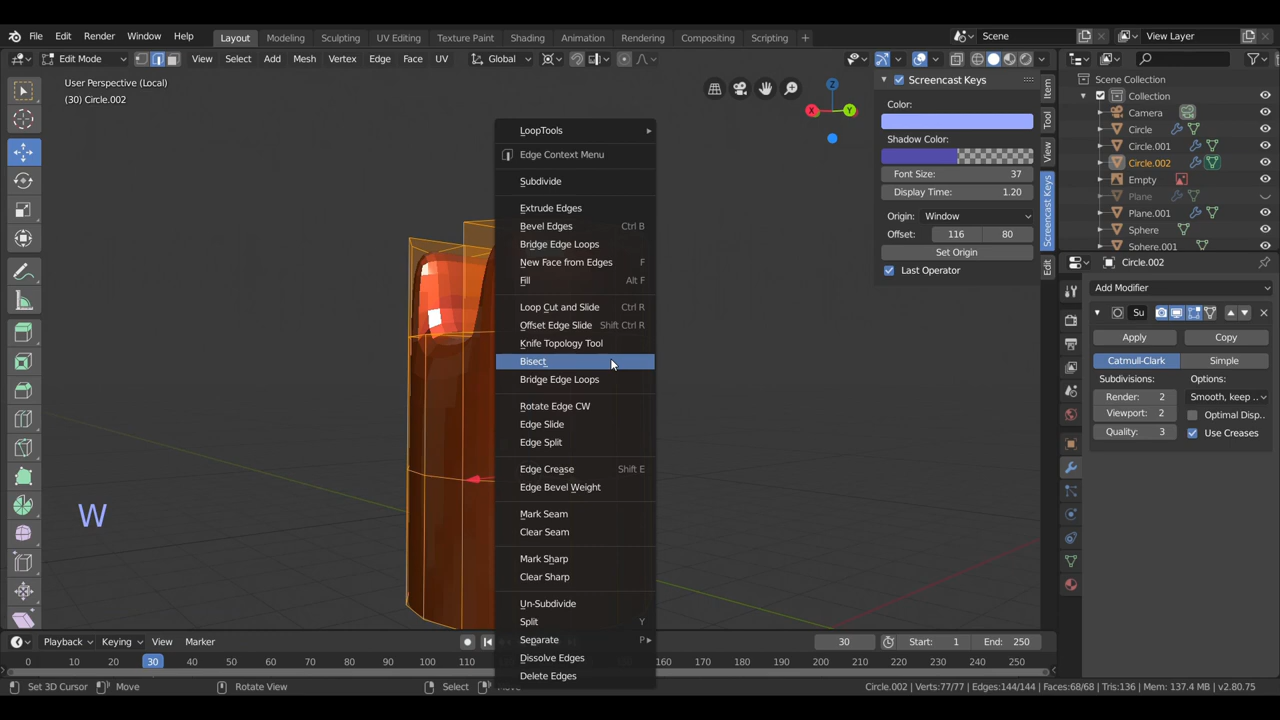 File Edit Render Window Help Layout Modeling Sculpting UV Editing Texture Paint Shading Animation Rendering Compositing Scripting + Scene View Layer
Edit Mode View Select Add Mesh Vertex Edge Face UV Global
User Perspective (Local)
(30) Circle.002
X
Y
Z
LoopTools
Edge Context Menu
Subdivide
Extrude Edges
Bevel Edges Ctrl B
Bridge Edge Loops
New Face from Edges F
Fill Alt F
Loop Cut and Slide Ctrl R
Offset Edge Slide Shift Ctrl R
Knife Topology Tool
Bisect
Bridge Edge Loops
Rotate Edge CW
Edge Slide
Edge Split
Edge Crease Shift E
Edge Bevel Weight
Mark Seam
Clear Seam
Mark Sharp
Clear Sharp
Un-Subdivide
Split Y
Separate P
Dissolve Edges
Delete Edges
W
Screencast Keys
Color:
Shadow Color:
Font Size: 37
Display Time: 1.20
Origin: Window
Offset: 116 80
Set Origin
Last Operator
Item
Tool
View
Screencast Keys
Edit
Scene Collection
Collection
Camera
Circle
Circle.001
Circle.002
Empty
Plane
Plane.001
Sphere
Sphere.001
Circle.002
Add Modifier
Su
Apply Copy
Catmull-Clark Simple
Subdivisions: Options:
Render: 2 Smooth, keep ..
Viewport: 2 Optimal Disp..
Quality: 3 Use Creases
Playback Keying View Marker 30 Start: 1 End: 250
0 10 20 30 40 50 60 70 80 90 100 110 120 130 140 150 160 170 180 190 200 210 220 230 240 250
Set 3D Cursor Move Rotate View Select Move Circle.002 | Verts:77/77 | Edges:144/144 | Faces:68/68 | Tris:136 | Mem: 137.4 MB | v2.80.75